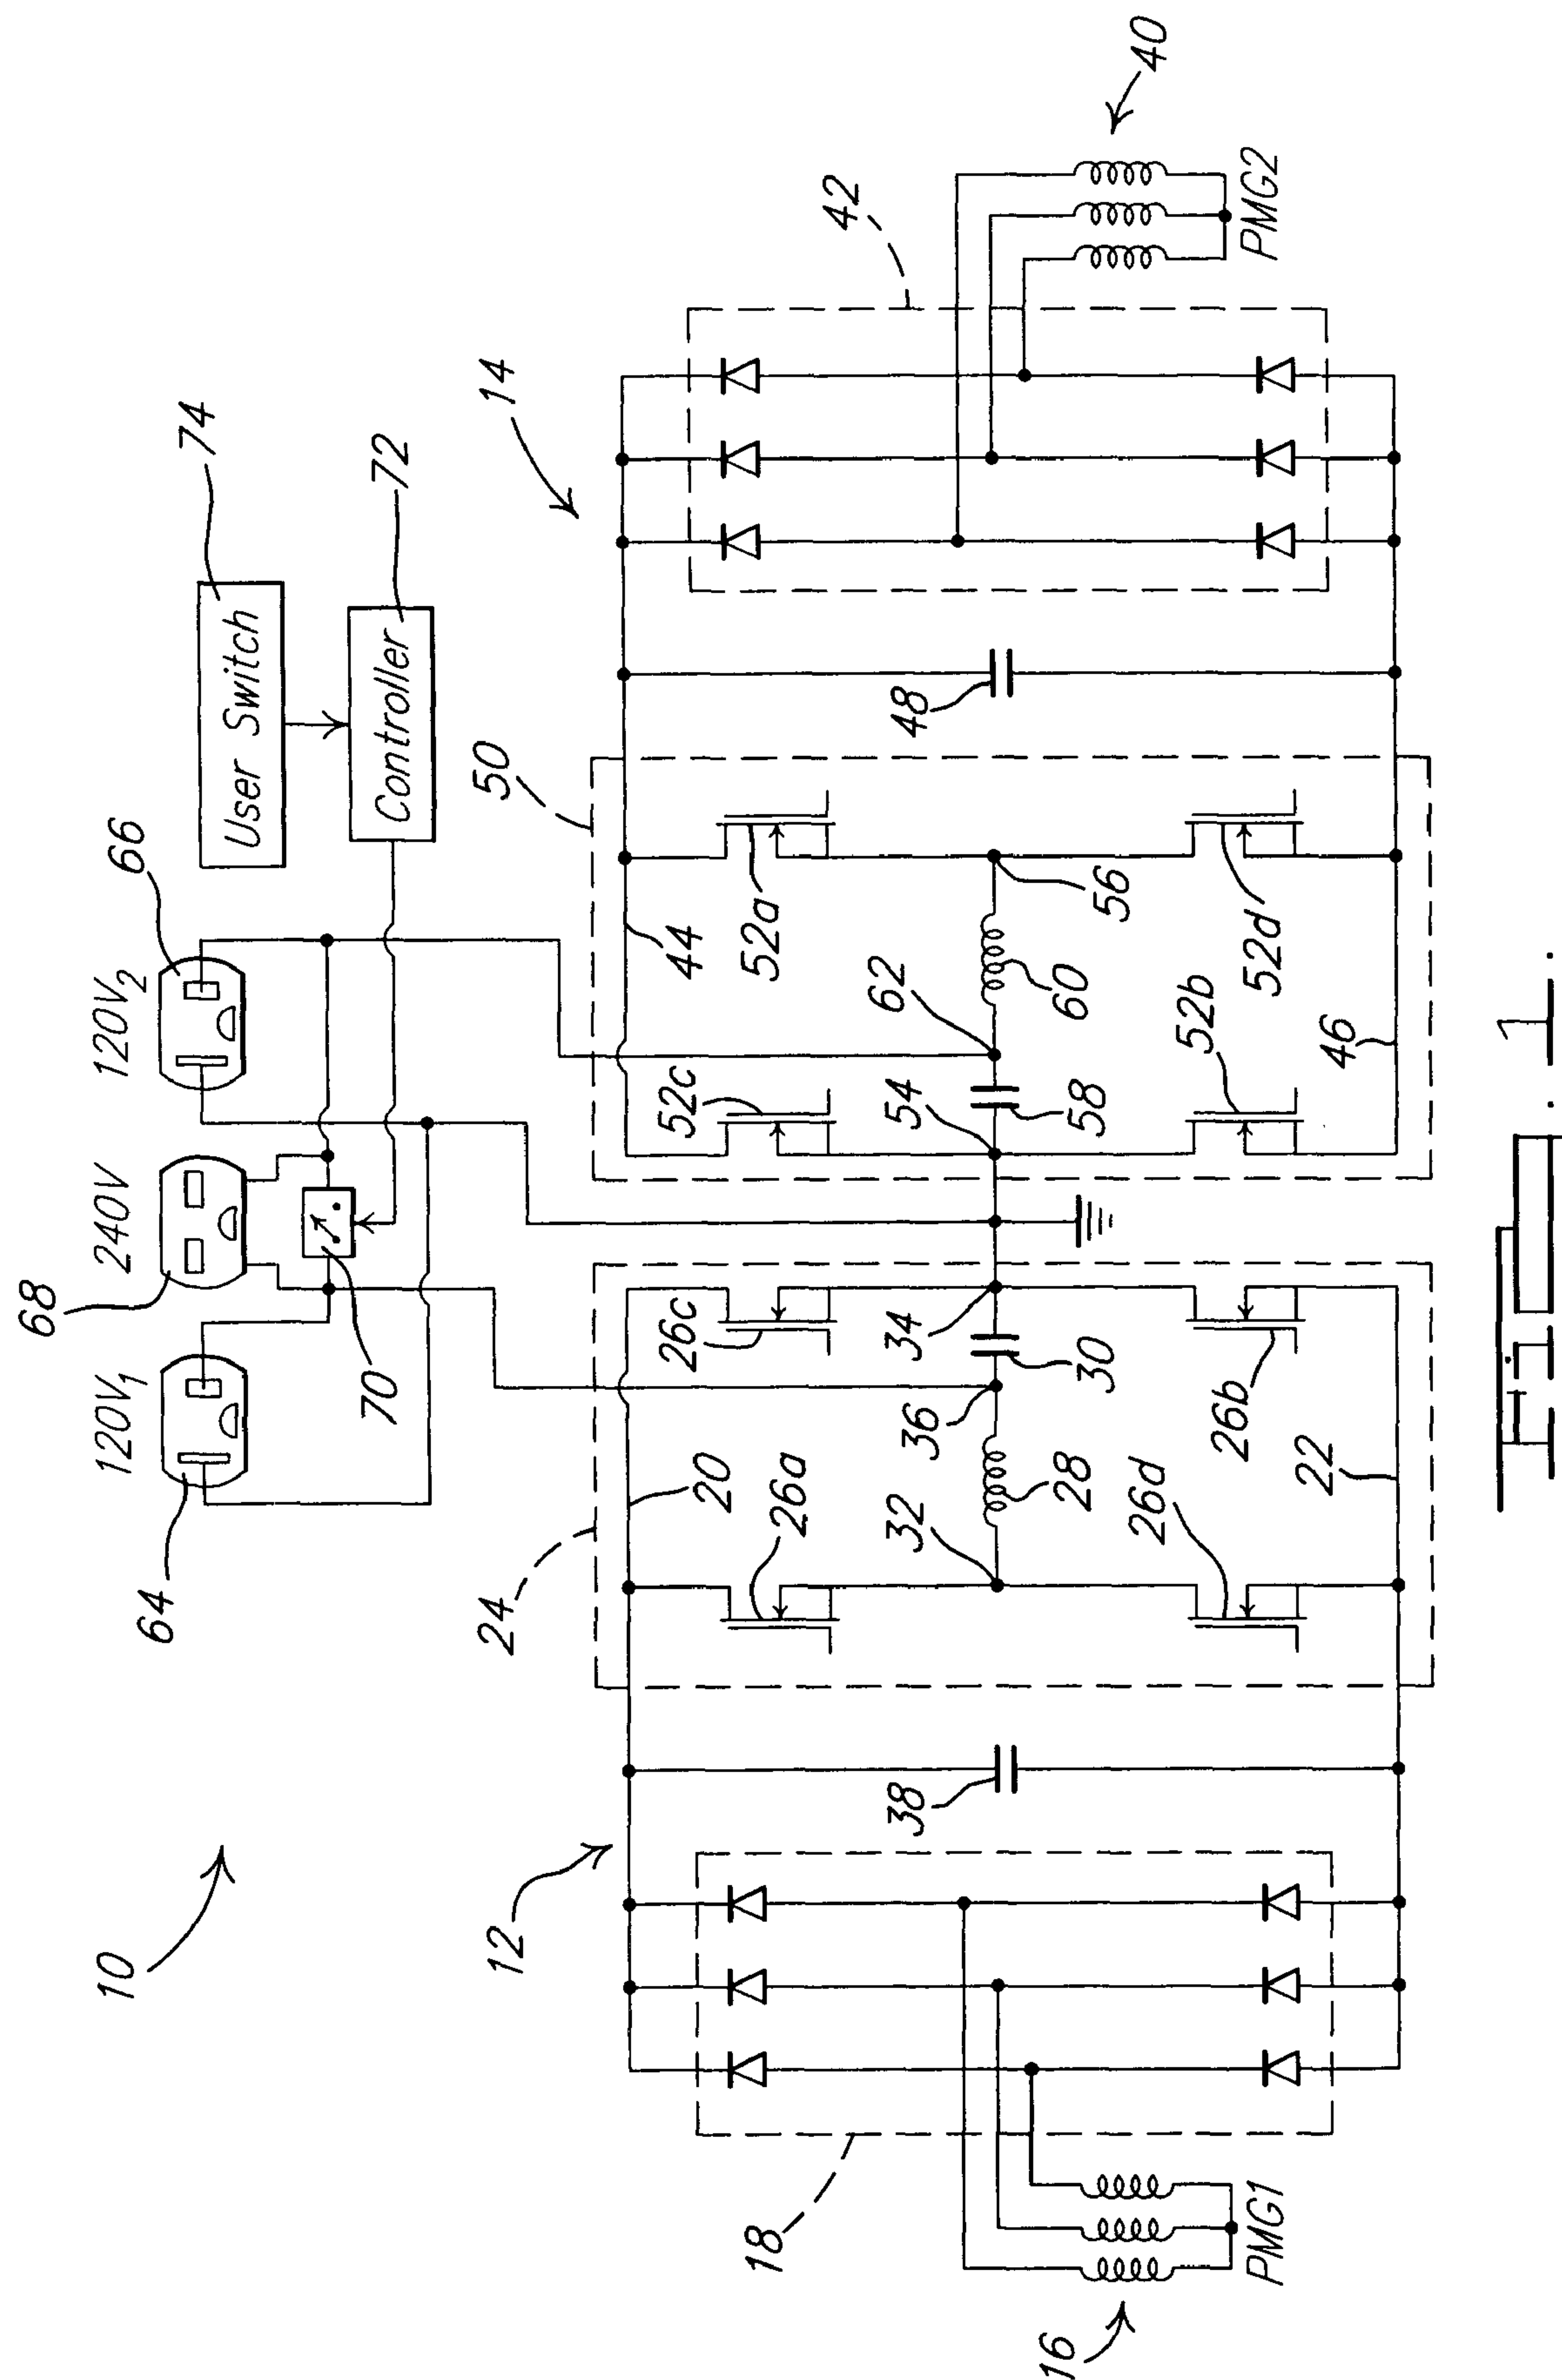 10
120V1
240V
120V2
User Switch
74
64
68
66
70
Controller
72
12
24
50
14
20
44
42
18
26a
26c
52c
52a
38
32
36
34
54
62
56
48
28
30
58
60
26d
26b
52b
52d
22
46
16
PMG1
PMG2
40
Fig. 1.